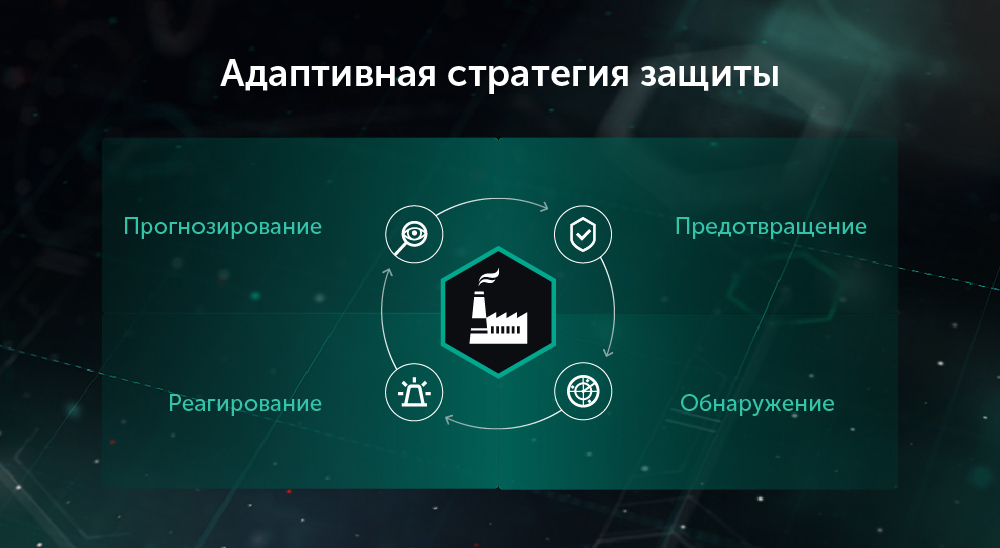 Адаптивная стратегия защиты
Прогнозирование
Предотвращение
Реагирование
Обнаружение